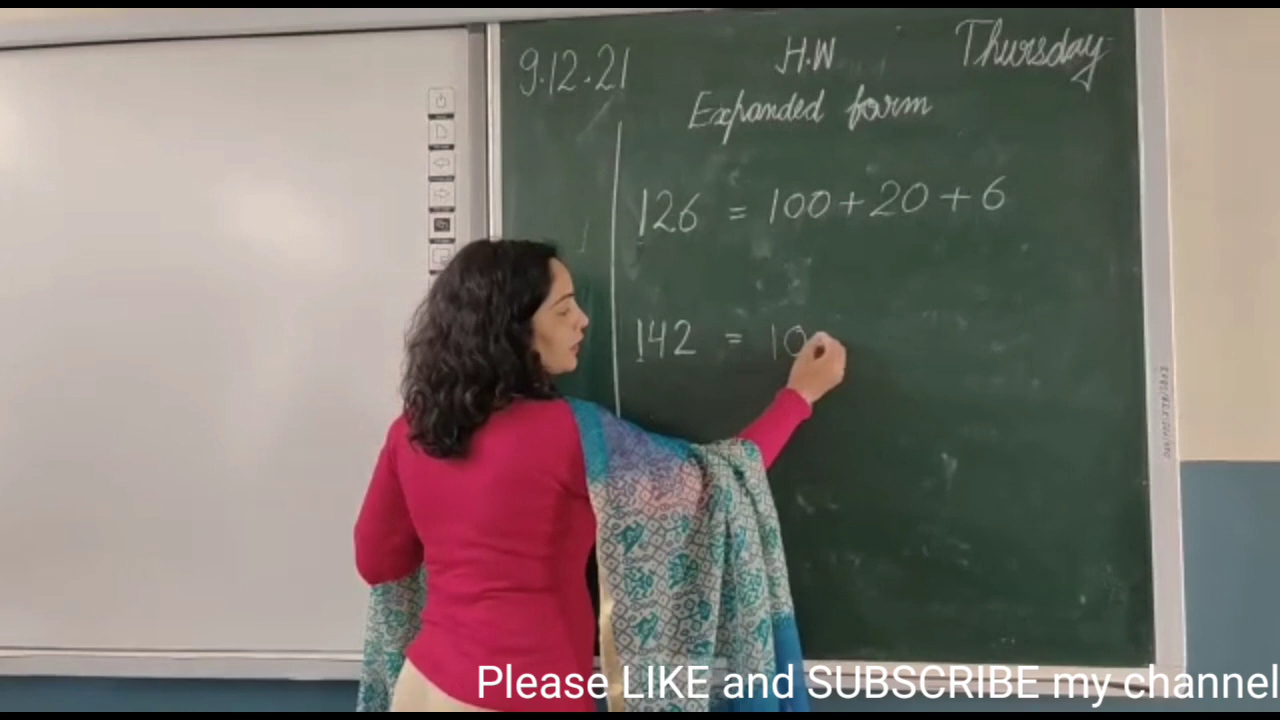 9.12.21 H.W Thursday
Expanded form
126 = 100 + 20 + 6
142 = 10
Please LIKE and SUBSCRIBE my channel